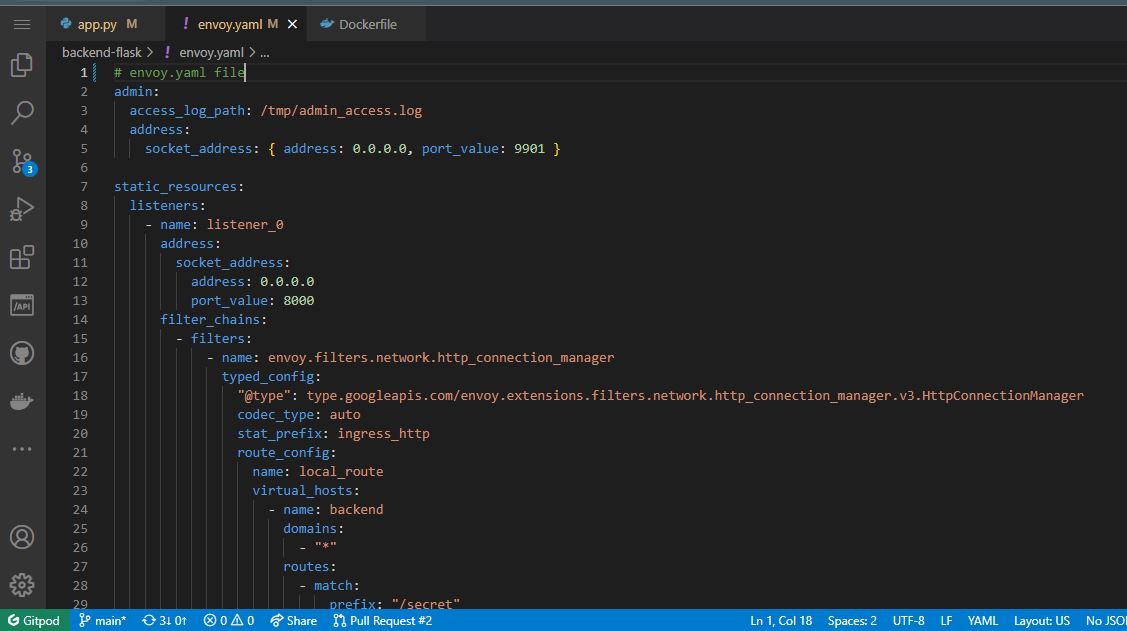 app.py M
! envoy.yaml M ×
Dockerfile
backend-flask > ! envoy.yaml > ...
1 # envoy.yaml file
2 admin:
3 access_log_path: /tmp/admin_access.log
4 address:
5 socket_address: { address: 0.0.0.0, port_value: 9901 }
6
7 static_resources:
8 listeners:
9 - name: listener_0
10 address:
11 socket_address:
12 address: 0.0.0.0
13 port_value: 8000
14 filter_chains:
15 - filters:
16 - name: envoy.filters.network.http_connection_manager
17 typed_config:
18 "@type": type.googleapis.com/envoy.extensions.filters.network.http_connection_manager.v3.HttpConnectionManager
19 codec_type: auto
20 stat_prefix: ingress_http
21 route_config:
22 name: local_route
23 virtual_hosts:
24 - name: backend
25 domains:
26 - "*"
27 routes:
28 - match:
29 prefix: "/secret"
3
/API
Gitpod main* 3↓ 0↑ 0 0 Share Pull Request #2 Ln 1, Col 18 Spaces: 2 UTF-8 LF YAML Layout: US No JSO